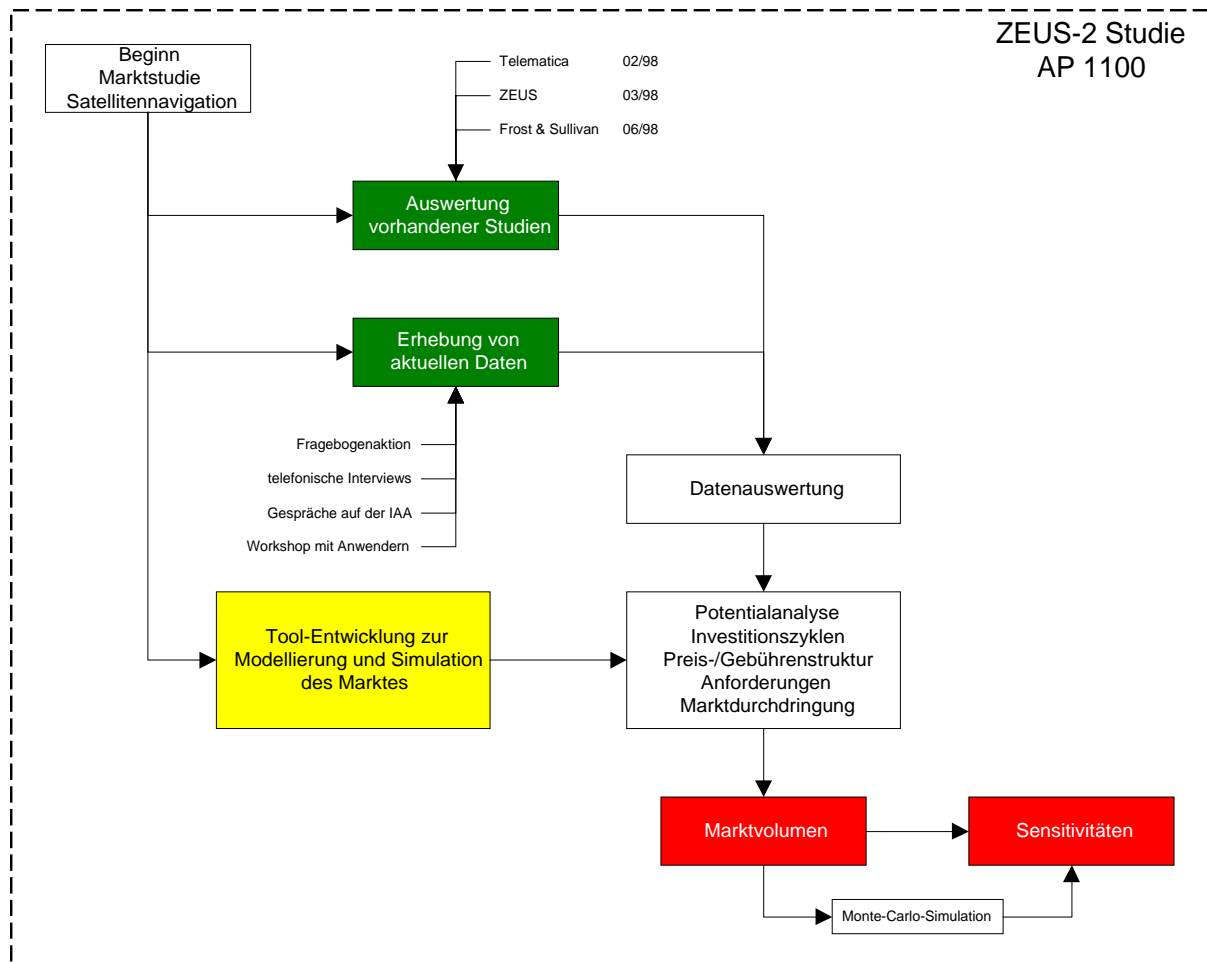 ZEUS-2 Studie
AP 1100
Beginn
Marktstudie
Satellitennavigation
Telematica 02/98
ZEUS 03/98
Frost & Sullivan 06/98
Auswertung
vorhandener Studien
Erhebung von
aktuellen Daten
Fragebogenaktion
telefonische Interviews
Gespräche auf der IAA
Workshop mit Anwendern
Datenauswertung
Tool-Entwicklung zur
Modellierung und Simulation
des Marktes
Potentialanalyse
Investitionszyklen
Preis-/Gebührenstruktur
Anforderungen
Marktdurchdringung
Marktvolumen
Sensitivitäten
Monte-Carlo-Simulation